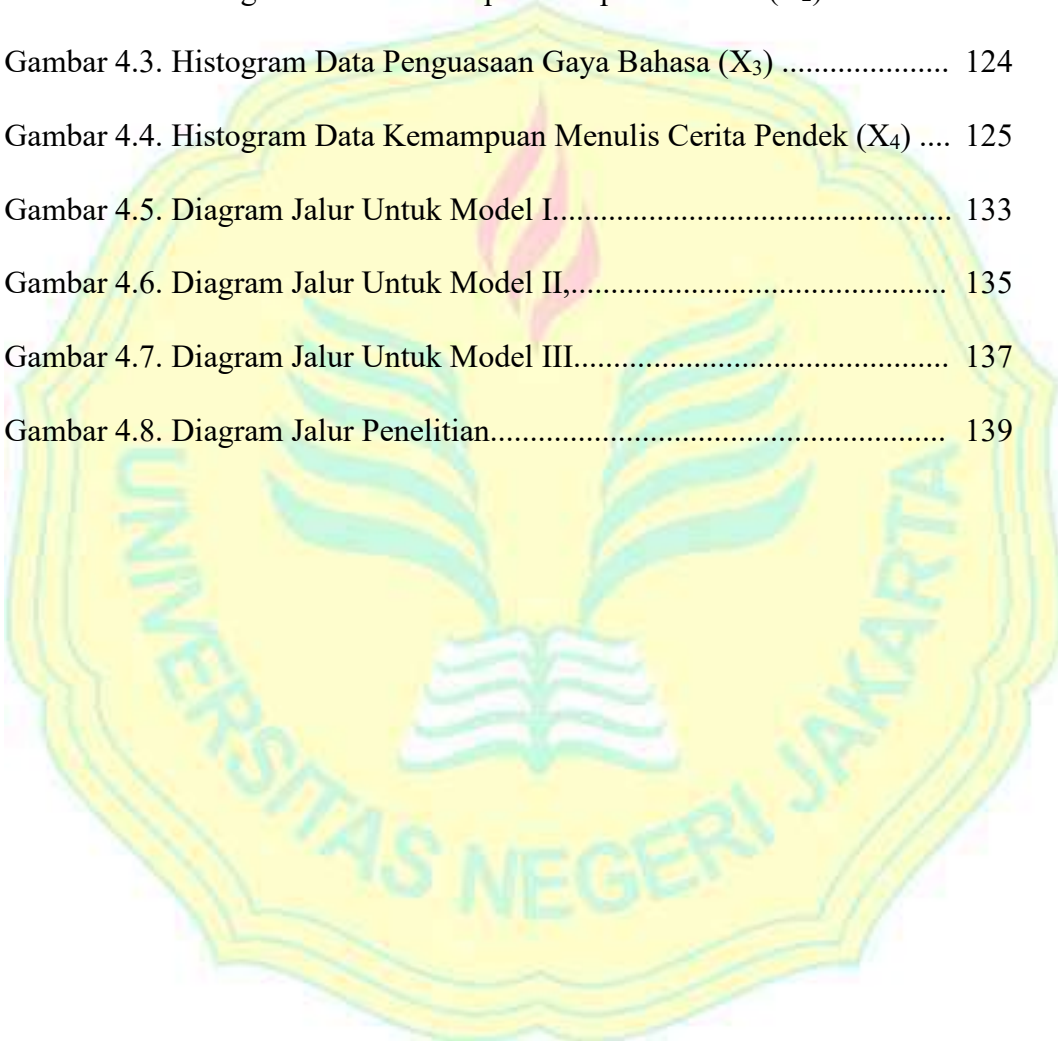 Gambar 4.3. Histogram Data Penguasaan Gaya Bahasa (X₃) ..................... 124
Gambar 4.4. Histogram Data Kemampuan Menulis Cerita Pendek (X₄) .... 125
Gambar 4.5. Diagram Jalur Untuk Model I.................................................. 133
Gambar 4.6. Diagram Jalur Untuk Model II,............................................... 135
Gambar 4.7. Diagram Jalur Untuk Model III............................................... 137
Gambar 4.8. Diagram Jalur Penelitian......................................................... 139
UNIVERSITAS NEGERI JAKARTA